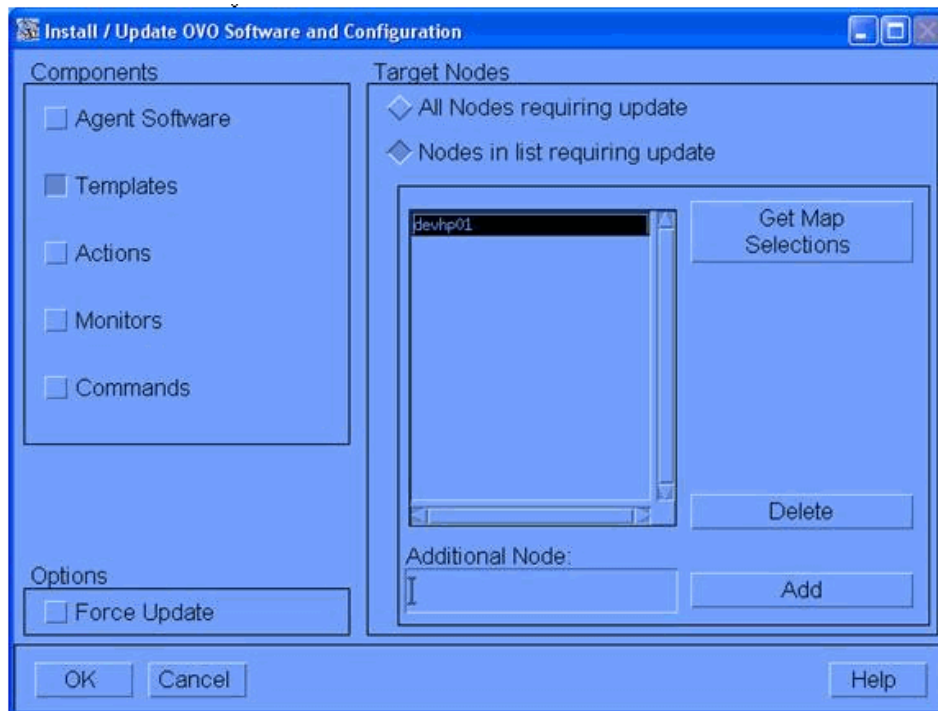 Install / Update OVO Software and Configuration
Components
Agent Software
Templates
Actions
Monitors
Commands
Options
Force Update
Target Nodes
All Nodes requiring update
Nodes in list requiring update
devhp01
Get Map
Selections
Delete
Additional Node:
Add
OK
Cancel
Help